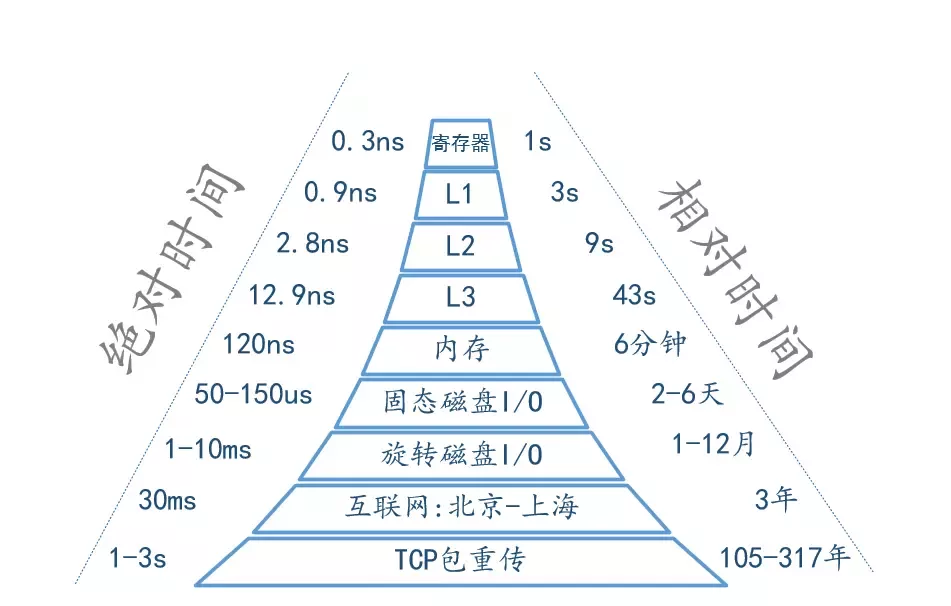 绝对时间
相对时间
0.3ns 寄存器 1s
0.9ns L1 3s
2.8ns L2 9s
12.9ns L3 43s
120ns 内存 6分钟
50-150us 固态磁盘I/O 2-6天
1-10ms 旋转磁盘I/O 1-12月
30ms 互联网:北京-上海 3年
1-3s TCP包重传 105-317年